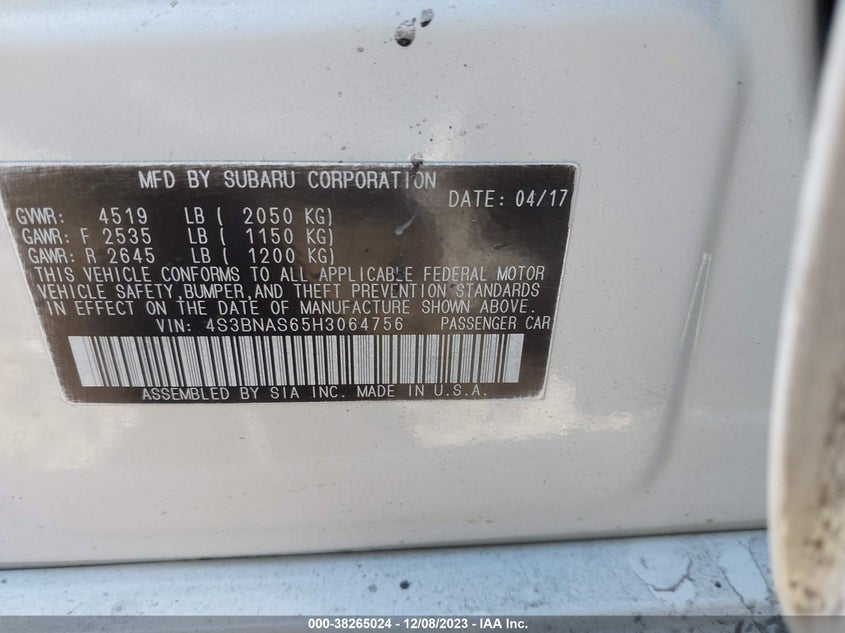 MFD BY SUBARU CORPORATION
DATE: 04/17
GVWR: 4519 LB ( 2050 KG)
GAWR: F 2535 LB ( 1150 KG)
GAWR: R 2645 LB ( 1200 KG)
THIS VEHICLE CONFORMS TO ALL APPLICABLE FEDERAL MOTOR
VEHICLE SAFETY,BUMPER,AND THEFT PREVENTION STANDARDS
IN EFFECT ON THE DATE OF MANUFACTURE SHOWN ABOVE.
VIN: 4S3BNAS65H3064756 PASSENGER CAR
ASSEMBLED BY SIA INC. MADE IN U.S.A.
000-38265024 - 12/08/2023 - IAA Inc.